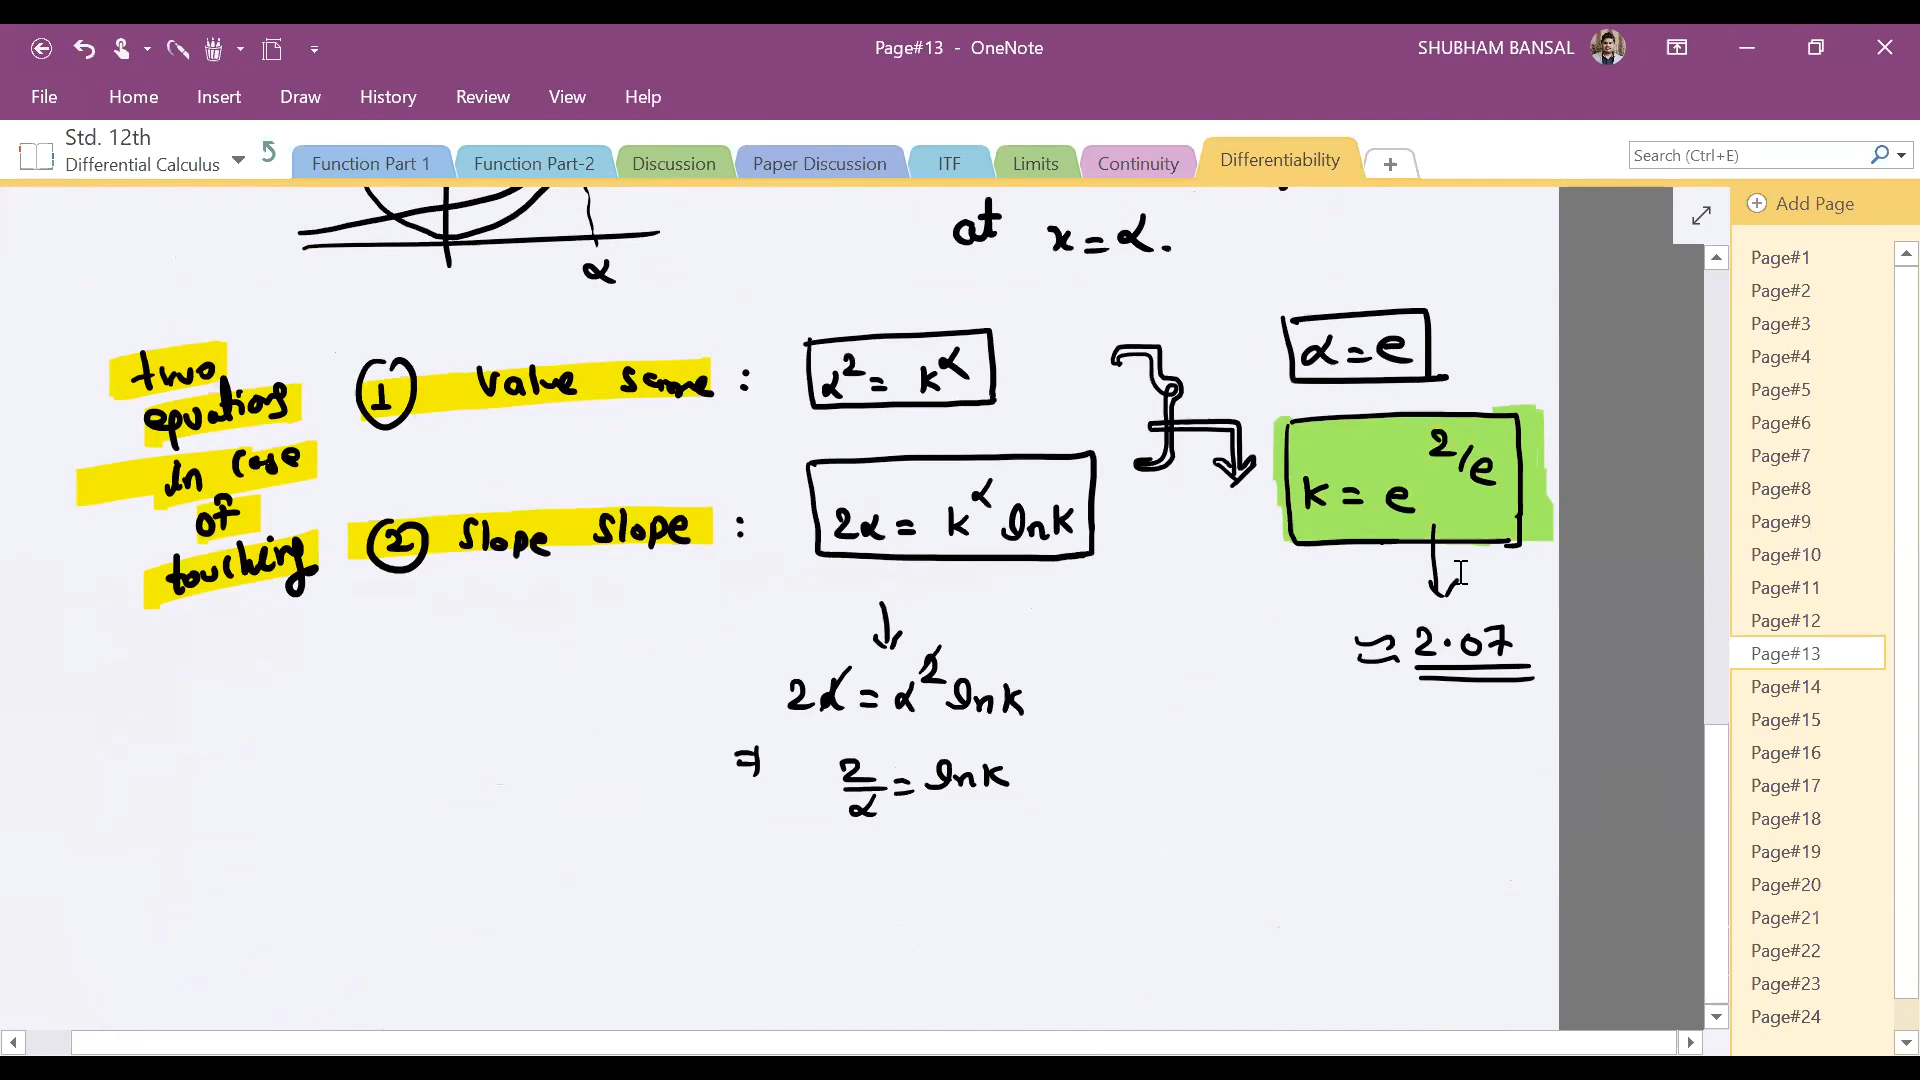 Page#13 - OneNote
SHUBHAM BANSAL
File Home Insert Draw History Review View Help
Std. 12th
Differential Calculus
Function Part 1 Function Part-2 Discussion Paper Discussion ITF Limits Continuity Differentiability +
Search (Ctrl+E)
at x = α.
α
two
equations
in case
of
touching
① Value same : α² = k^α
② Slope slope : 2α = k^α ln k
2α = α² ln k
⇒ 2/α = ln k
α = e
k = e^2/e
≈ 2.07
Add Page
Page#1
Page#2
Page#3
Page#4
Page#5
Page#6
Page#7
Page#8
Page#9
Page#10
Page#11
Page#12
Page#13
Page#14
Page#15
Page#16
Page#17
Page#18
Page#19
Page#20
Page#21
Page#22
Page#23
Page#24